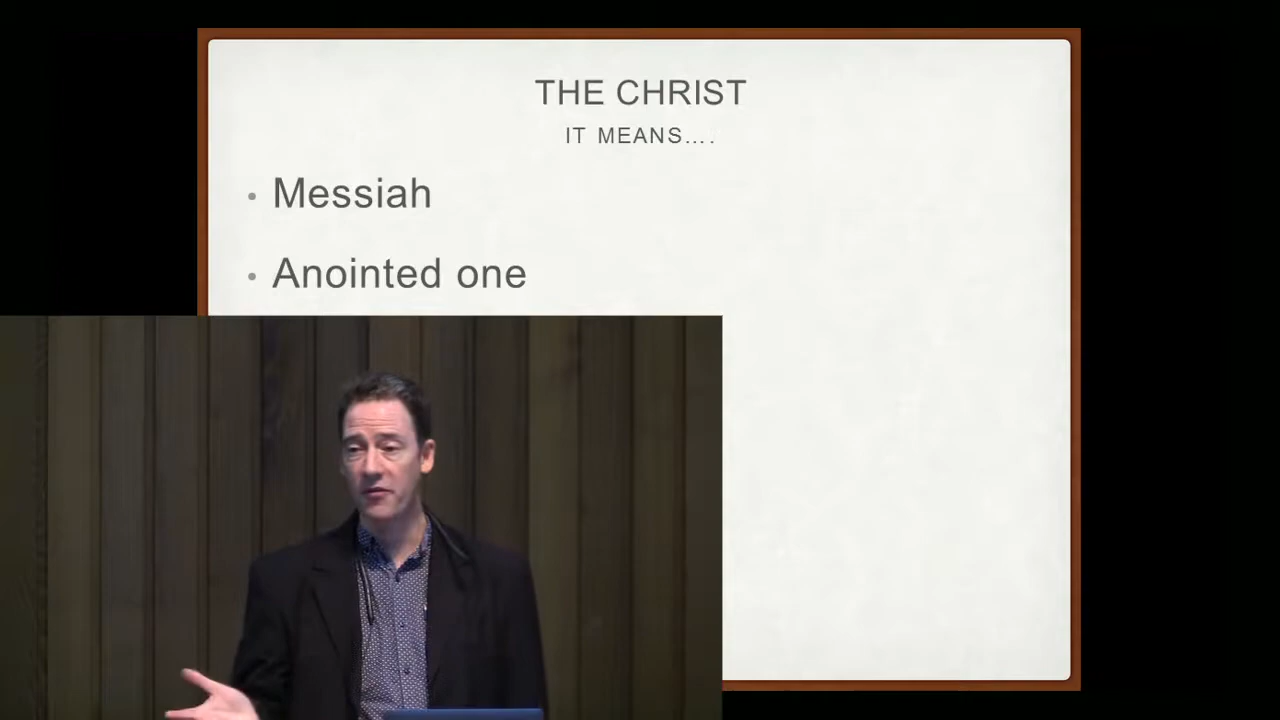 THE CHRIST
IT MEANS....
• Messiah
• Anointed one